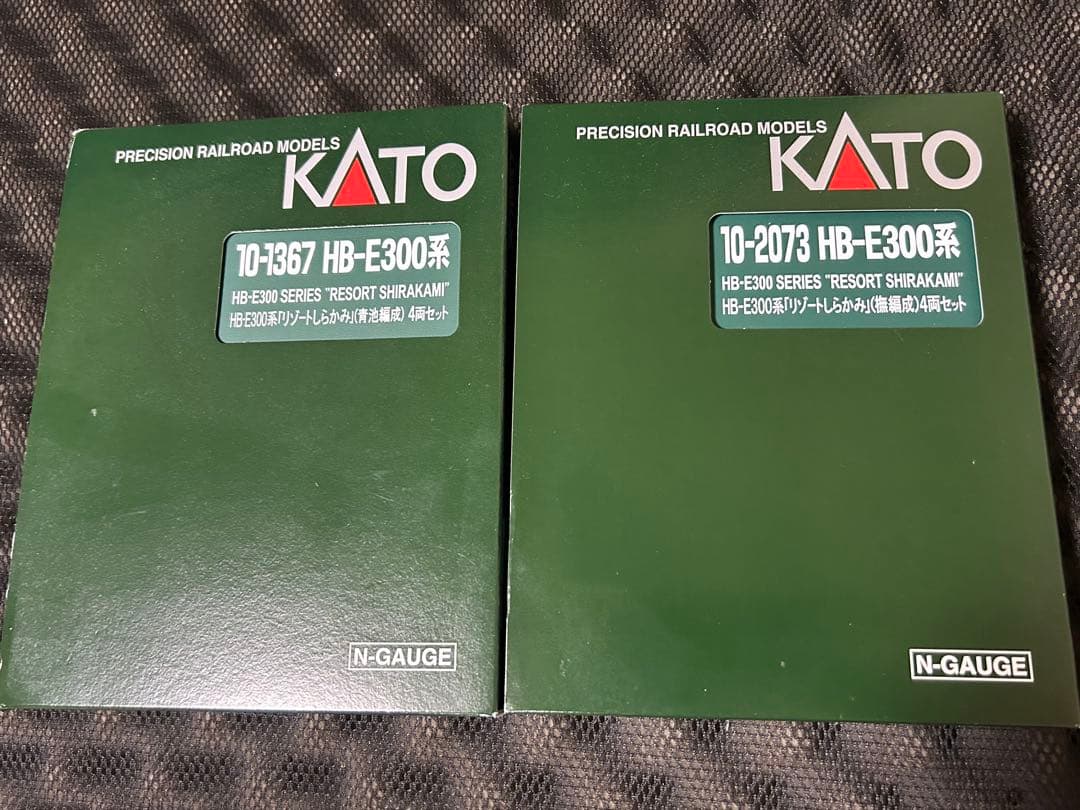 PRECISION RAILROAD MODELS
KATO
10-1367 HB-E300系
HB-E300 SERIES "RESORT SHIRAKAMI"
HB-E300系「リゾートしらかみ」(青池編成) 4両セット
N-GAUGE
PRECISION RAILROAD MODELS
KATO
10-2073 HB-E300系
HB-E300 SERIES "RESORT SHIRAKAMI"
HB-E300系「リゾートしらかみ」(橅編成) 4両セット
N-GAUGE